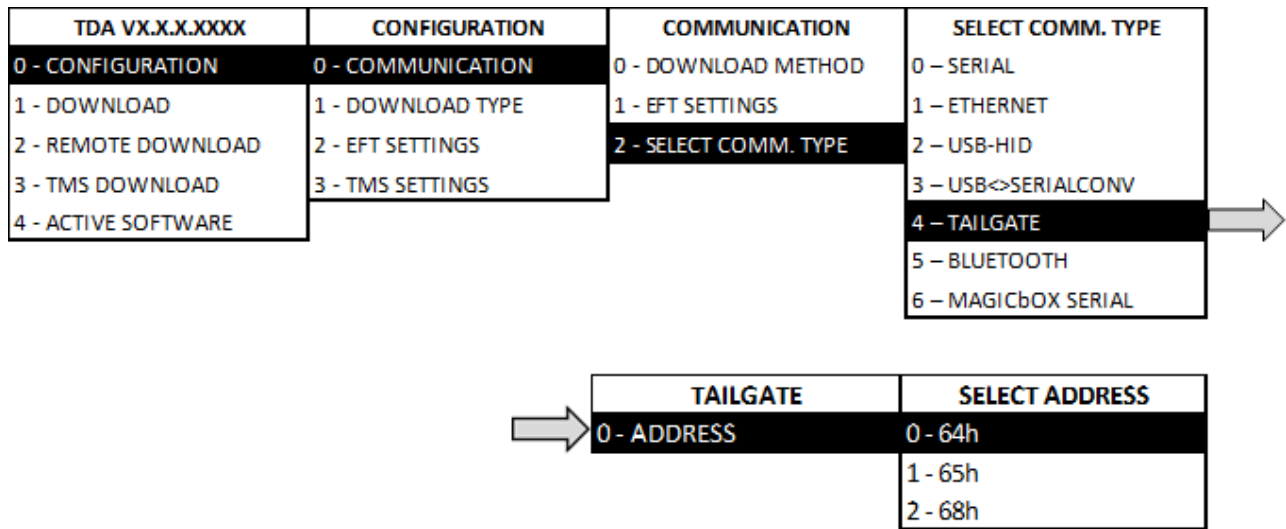 TDA VX.X.X.XXXX
0 - CONFIGURATION
1 - DOWNLOAD
2 - REMOTE DOWNLOAD
3 - TMS DOWNLOAD
4 - ACTIVE SOFTWARE
CONFIGURATION
0 - COMMUNICATION
1 - DOWNLOAD TYPE
2 - EFT SETTINGS
3 - TMS SETTINGS
COMMUNICATION
0 - DOWNLOAD METHOD
1 - EFT SETTINGS
2 - SELECT COMM. TYPE
SELECT COMM. TYPE
0 – SERIAL
1 – ETHERNET
2 – USB-HID
3 – USB<>SERIALCONV
4 – TAILGATE
5 – BLUETOOTH
6 – MAGICbOX SERIAL
TAILGATE
0 - ADDRESS
SELECT ADDRESS
0 - 64h
1 - 65h
2 - 68h